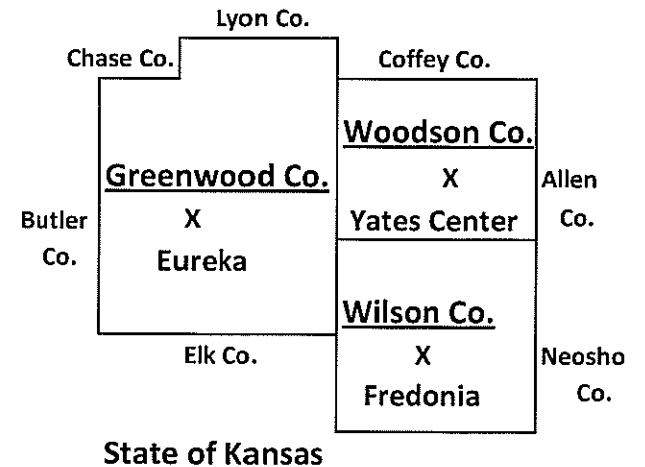 Lyon Co.
Chase Co.
Coffey Co.
Woodson Co.
Greenwood Co.
X
Allen
Co.
Butler
Co.
X
Eureka
Yates Center
Wilson Co.
Elk Co.
X
Fredonia
Neosho
Co.
State of Kansas